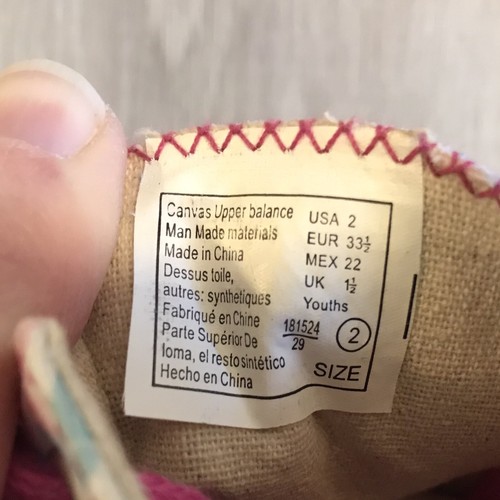 Canvas Upper balance
Man Made materials
Made in China
Dessus toile,
autres: synthetiques
Fabriqué en Chine
Parte Supérior De
loma, el resto sintético
Hecho en China
USA 2
EUR 33½
MEX 22
UK 1½
Youths
181524
29
2
SIZE